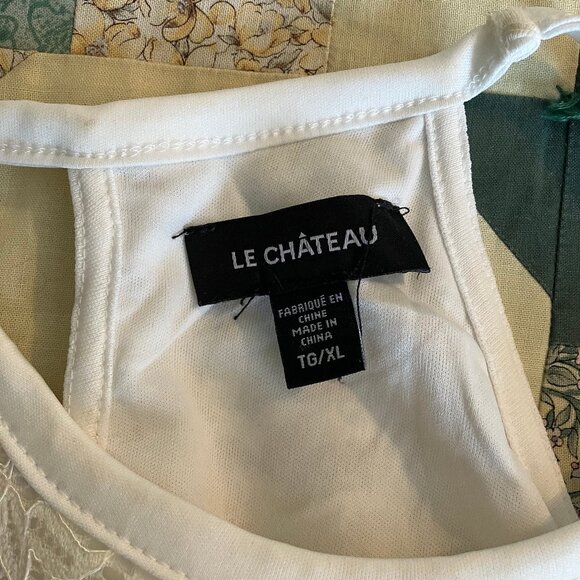 LE CHÂTEAU
FABRIQUÉ EN
CHINE
MADE IN
CHINA
TG/XL